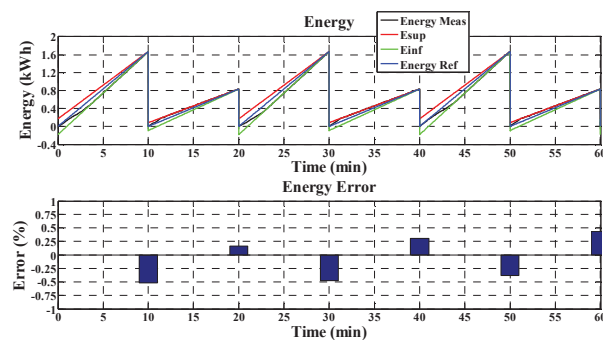 Energy
Energy Meas
Esup
Einf
Energy Ref
Energy (kWh)
2
1.6
1.2
0.8
0.4
0
-0.4
0 5 10 15 20 25 30 35 40 45 50 55 60
Time (min)
Energy Error
Error (%)
1
0.75
0.5
0.25
0
-0.25
-0.5
-0.75
-1
0 5 10 15 20 25 30 35 40 45 50 55 60
Time (min)